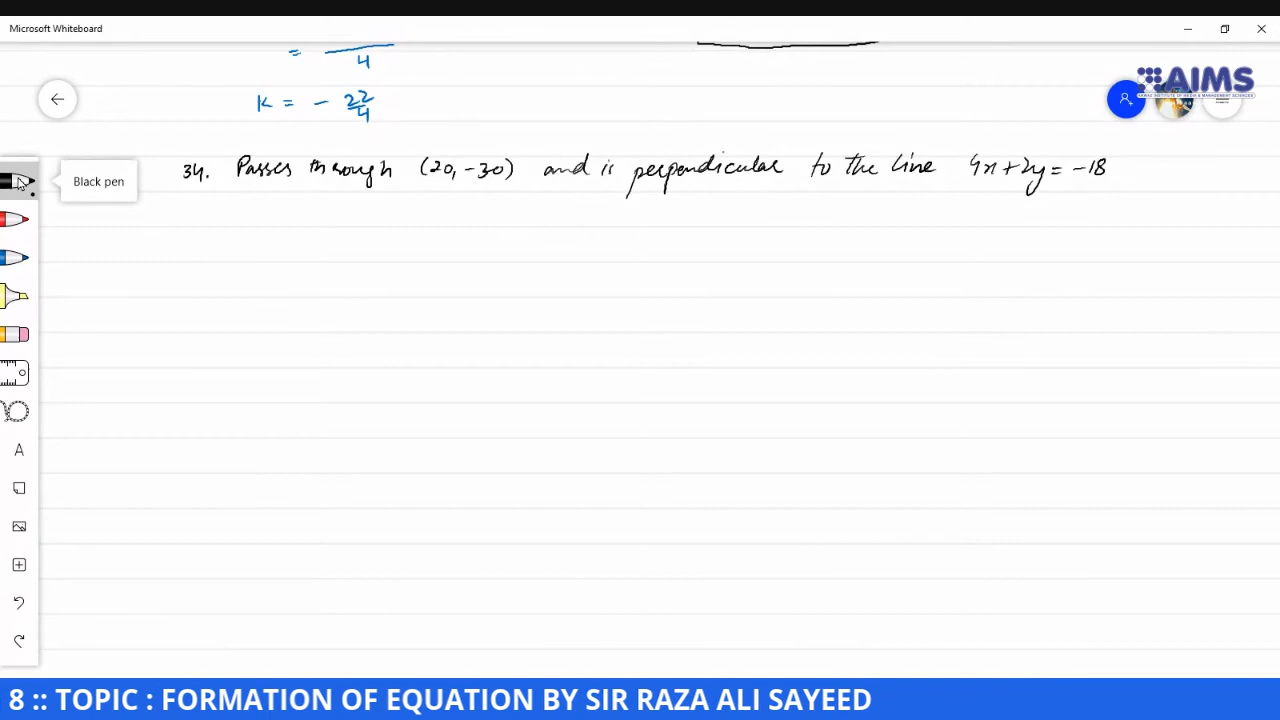 Microsoft Whiteboard
AIMS
= 
4
K = - 22/4
34. Passes through (20, -30) and is perpendicular to the line 4x + 2y = -18
Black pen
A
8 :: TOPIC : FORMATION OF EQUATION BY SIR RAZA ALI SAYEED